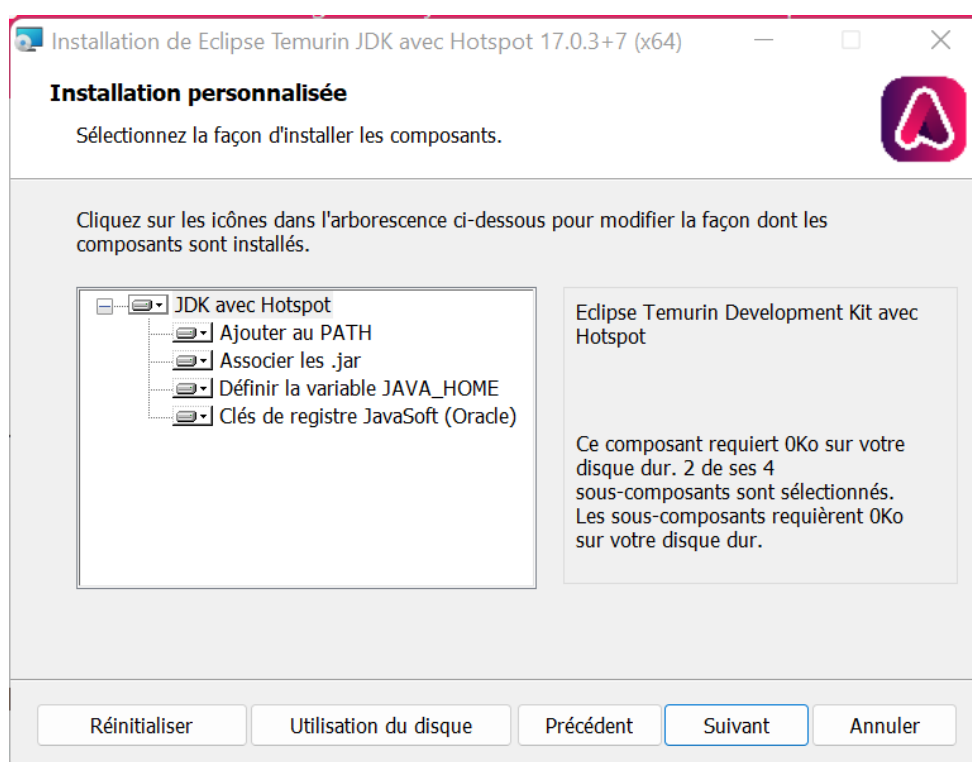 Installation de Eclipse Temurin JDK avec Hotspot 17.0.3+7 (x64)
Installation personnalisée
Sélectionnez la façon d'installer les composants.
Cliquez sur les icônes dans l'arborescence ci-dessous pour modifier la façon dont les
composants sont installés.
JDK avec Hotspot
Ajouter au PATH
Associer les .jar
Définir la variable JAVA_HOME
Clés de registre JavaSoft (Oracle)
Eclipse Temurin Development Kit avec
Hotspot
Ce composant requiert 0Ko sur votre
disque dur. 2 de ses 4
sous-composants sont sélectionnés.
Les sous-composants requièrent 0Ko
sur votre disque dur.
Réinitialiser
Utilisation du disque
Précédent
Suivant
Annuler